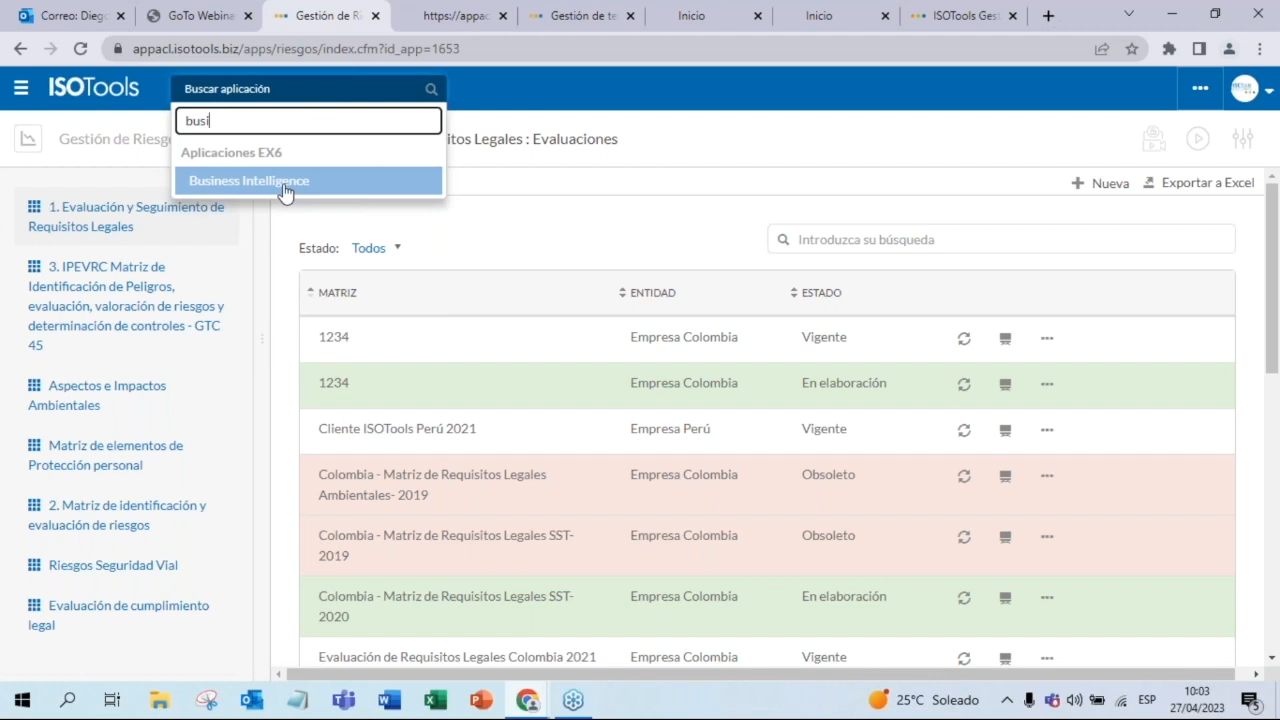 Correo: Diego
GoTo Webina
Gestión de Ri
https://appac
Gestión de te
Inicio
Inicio
ISOTools Gest
appacl.isotools.biz/apps/riesgos/index.cfm?id_app=1653
ISOTools
Buscar aplicación
busi
Aplicaciones EX6
Business Intelligence
Gestión de Riesg
itos Legales : Evaluaciones
Nueva
Exportar a Excel
1. Evaluación y Seguimiento de
Requisitos Legales
3. IPEVRC Matriz de
Identificación de Peligros,
evaluación, valoración de riesgos y
determinación de controles - GTC
45
Aspectos e Impactos
Ambientales
Matriz de elementos de
Protección personal
2. Matriz de identificación y
evaluación de riesgos
Riesgos Seguridad Vial
Evaluación de cumplimiento
legal
Estado: Todos
Introduzca su búsqueda
MATRIZ ENTIDAD ESTADO
1234 Empresa Colombia Vigente
1234 Empresa Colombia En elaboración
Cliente ISOTools Perú 2021 Empresa Perú Vigente
Colombia - Matriz de Requisitos Legales Empresa Colombia Obsoleto
Ambientales- 2019
Colombia - Matriz de Requisitos Legales SST- Empresa Colombia Obsoleto
2019
Colombia - Matriz de Requisitos Legales SST- Empresa Colombia En elaboración
2020
Evaluación de Requisitos Legales Colombia 2021 Empresa Colombia Vigente
25°C Soleado
ESP
10:03
27/04/2023
5